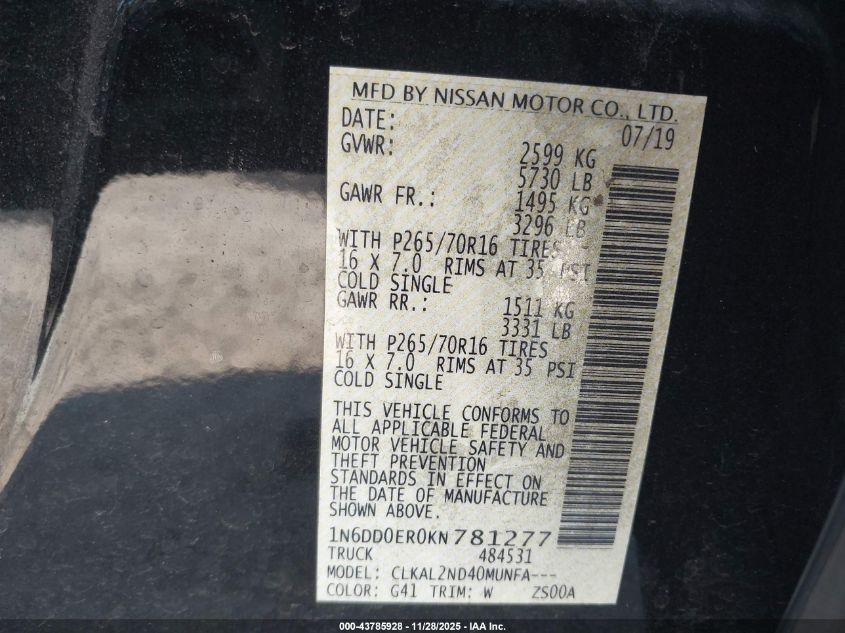 MFD BY NISSAN MOTOR CO., LTD.
DATE: 07/19
GVWR: 2599 KG
5730 LB
GAWR FR.: 1495 KG
3296 LB
WITH P265/70R16 TIRES
16 X 7.0 RIMS AT 35 PSI
COLD SINGLE
GAWR RR.: 1511 KG
3331 LB
WITH P265/70R16 TIRES
16 X 7.0 RIMS AT 35 PSI
COLD SINGLE
THIS VEHICLE CONFORMS TO
ALL APPLICABLE FEDERAL
MOTOR VEHICLE SAFETY AND
THEFT PREVENTION
STANDARDS IN EFFECT ON
THE DATE OF MANUFACTURE
SHOWN ABOVE.
1N6DD0ER0KN781277
TRUCK 484531
MODEL: CLKAL2ND40MUNFA---
COLOR: G41 TRIM: W ZS00A
000-43785928 - 11/28/2025 - IAA Inc.